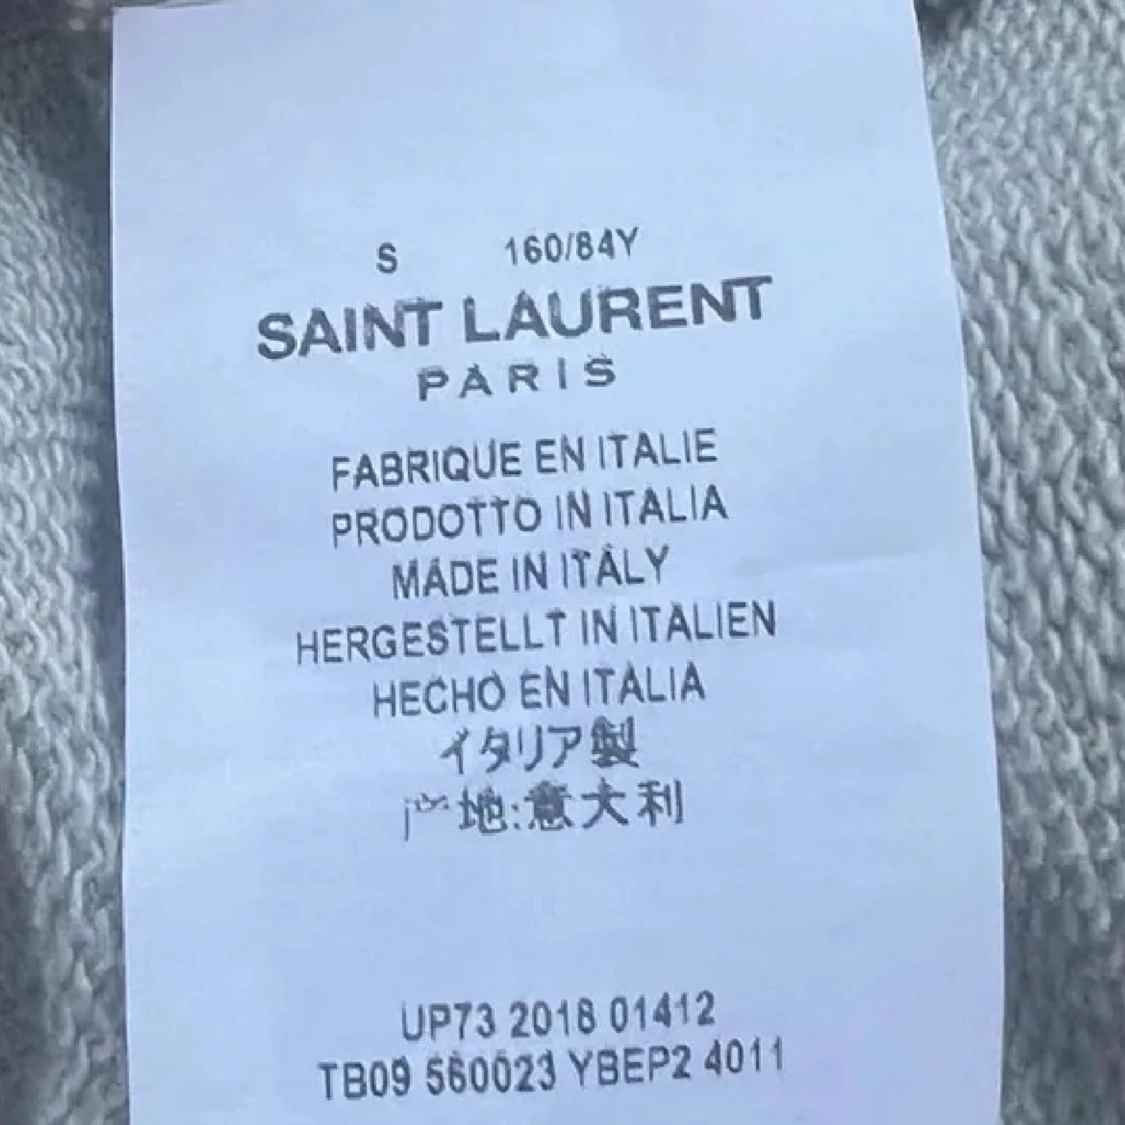 S 160/84Y
SAINT LAURENT
PARIS
FABRIQUE EN ITALIE
PRODOTTO IN ITALIA
MADE IN ITALY
HERGESTELLT IN ITALIEN
HECHO EN ITALIA
イタリア製
产地:意大利
UP73 2018 01412
TB09 560023 YBEP2 4011